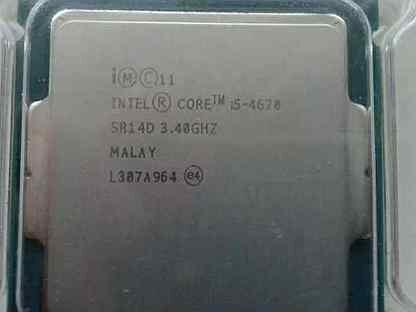 i Ⓜ Ⓒ 11
INTEL® CORE™ i5-4670
SR14D 3.40GHZ
MALAY
L307A964 ⓔ4